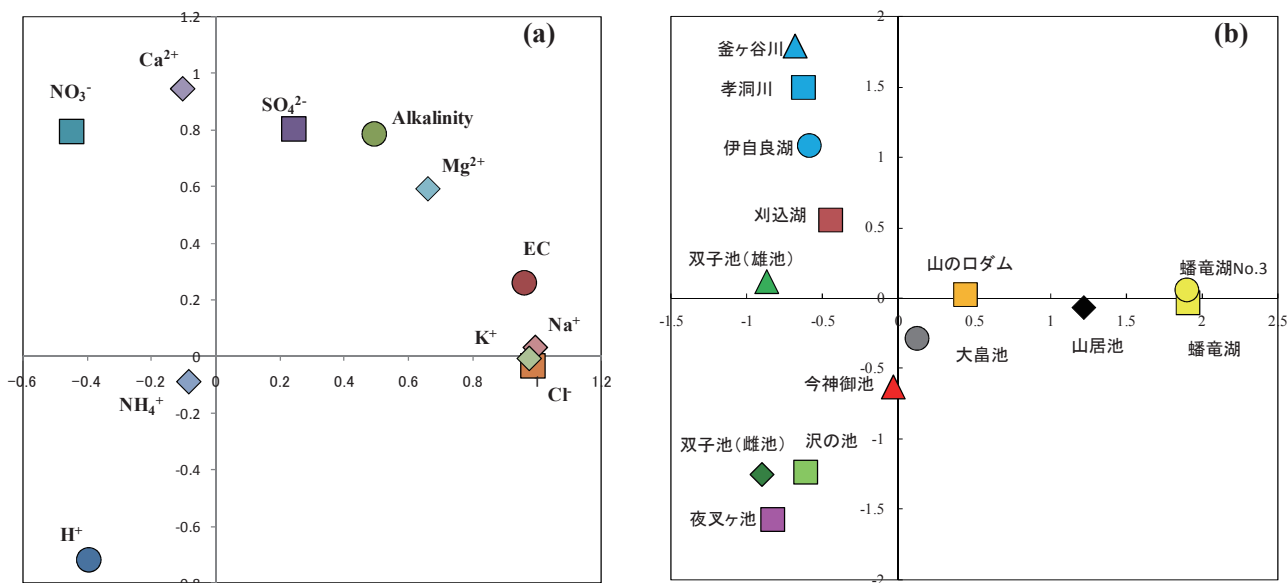 (a)
1.2
1
0.8
0.6
0.4
0.2
0
-0.2
-0.4
-0.6
-0.8
−0.6
−0.4
−0.2
0
0.2
0.4
0.6
0.8
1
1.2
Ca²⁺
NO₃⁻
SO₄²⁻
Alkalinity
Mg²⁺
EC
K⁺
Na⁺
Cl⁻
NH₄⁺
H⁺
(b)
2
1.5
1
0.5
0
-0.5
-1
-1.5
-2
-1.5
-1
-0.5
0
0.5
1
1.5
2
2.5
釜ヶ谷川
孝洞川
伊自良湖
刈込湖
双子池(雄池)
山の口ダム
蟠竜湖No.3
大畠池
山居池
蟠竜湖
今神御池
双子池(雌池)
沢の池
夜叉ヶ池